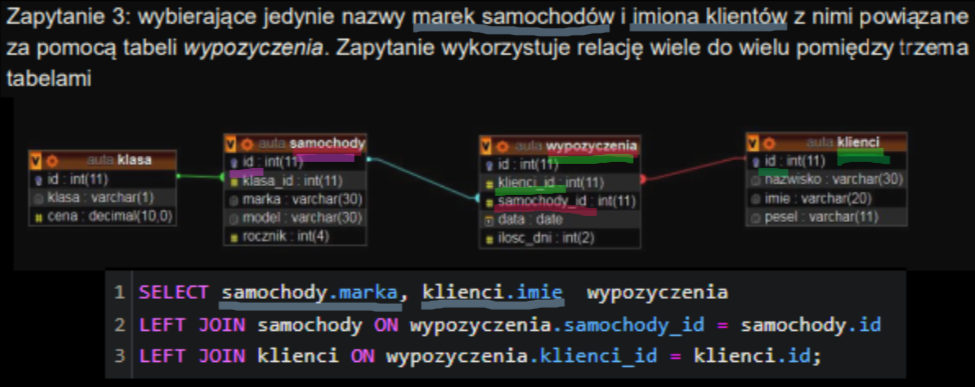 Zapytanie 3: wybierające jedynie nazwy marek samochodów i imiona klientów z nimi powiązane
za pomocą tabeli wypozyczenia. Zapytanie wykorzystuje relację wiele do wielu pomiędzy trzema
tabelami
auta klasa
id : int(11)
klasa : varchar(1)
cena : decimal(10,0)
auta samochody
id : int(11)
klasa_id : int(11)
marka : varchar(30)
model : varchar(30)
rocznik : int(4)
auta wypozyczenia
id : int(11)
klienci_id : int(11)
samochody_id : int(11)
data : date
ilosc_dni : int(2)
auta klienci
id : int(11)
nazwisko : varchar(30)
imie : varchar(20)
pesel : varchar(11)
1 SELECT samochody.marka, klienci.imie wypozyczenia
2 LEFT JOIN samochody ON wypozyczenia.samochody_id = samochody.id
3 LEFT JOIN klienci ON wypozyczenia.klienci_id = klienci.id;